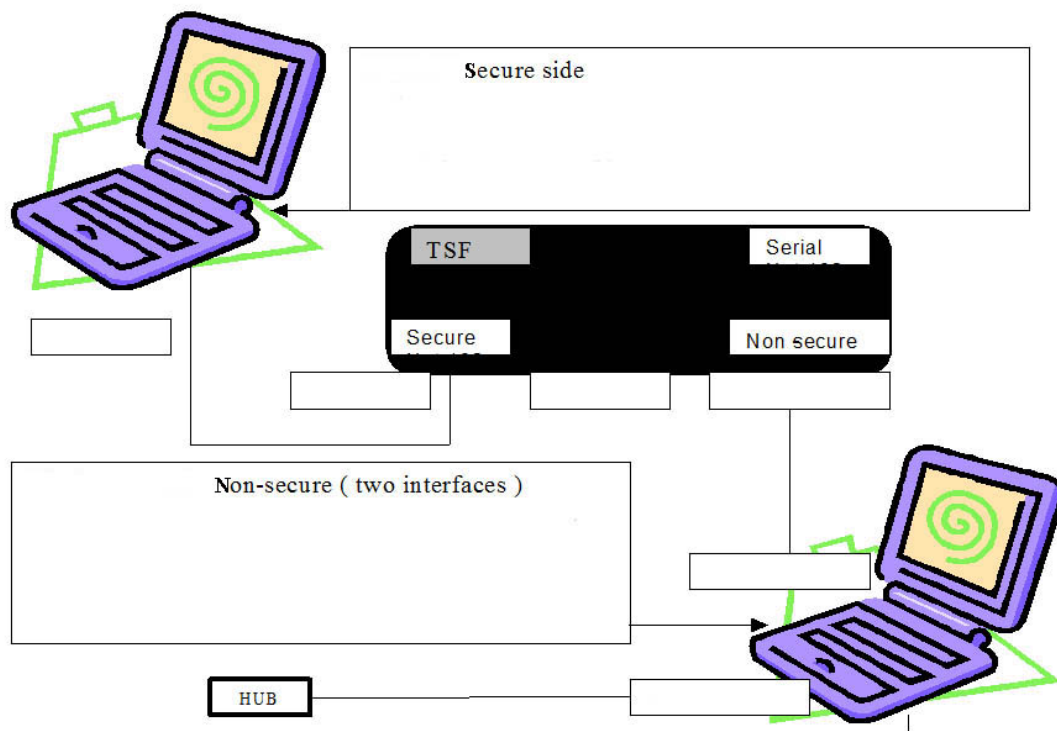 Secure side
TSF
Serial
Secure
Non secure
Non-secure ( two interfaces )
HUB